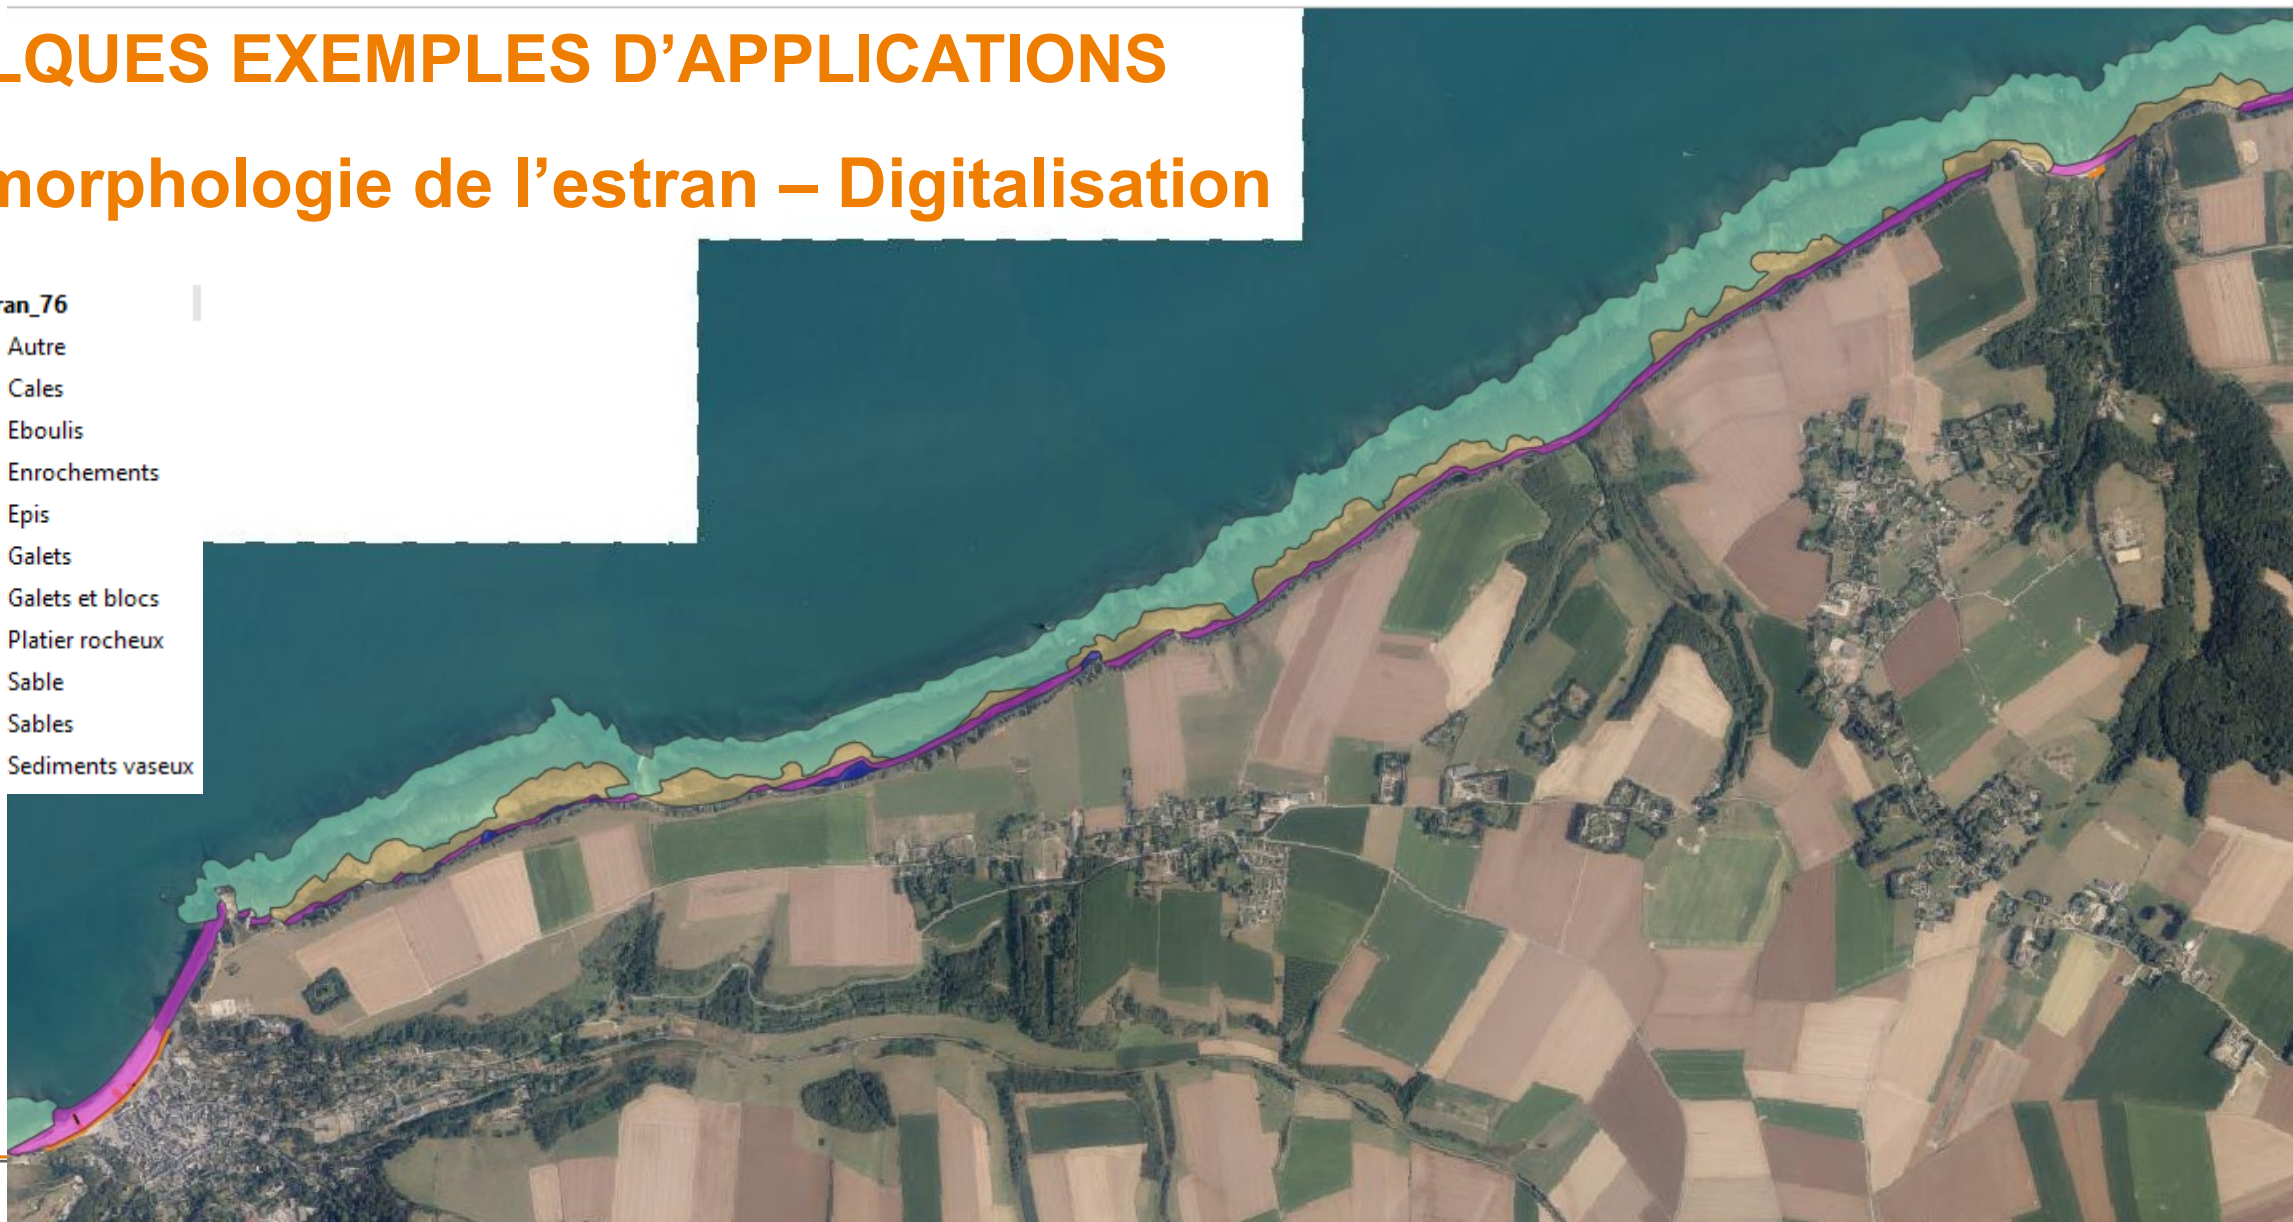 LQUES EXEMPLES D’APPLICATIONS
morphologie de l’estran – Digitalisation
ran_76
Autre
Cales
Eboulis
Enrochements
Epis
Galets
Galets et blocs
Platier rocheux
Sable
Sables
Sediments vaseux